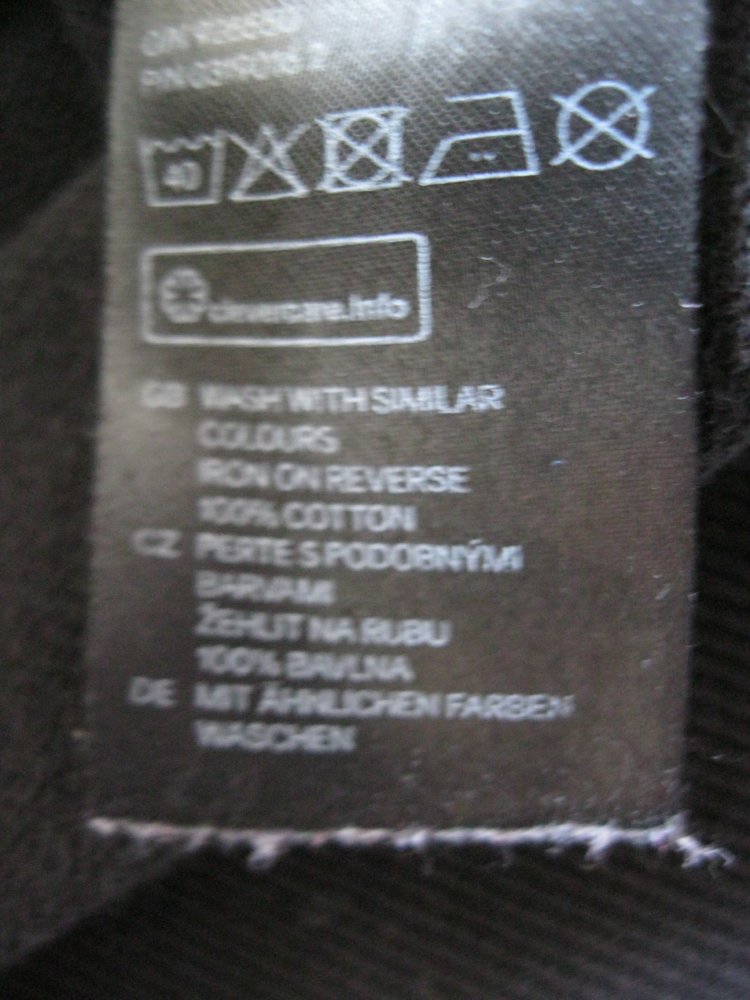 40
clevercare.info
GB WASH WITH SIMILAR
COLOURS
IRON ON REVERSE
100% COTTON
CZ PERTE S PODOBNÝMI
BARVAMI
ŽEHLIT NA RUBU
100% BAVLNA
DE MIT ÄHNLICHEN FARBEN
WASCHEN